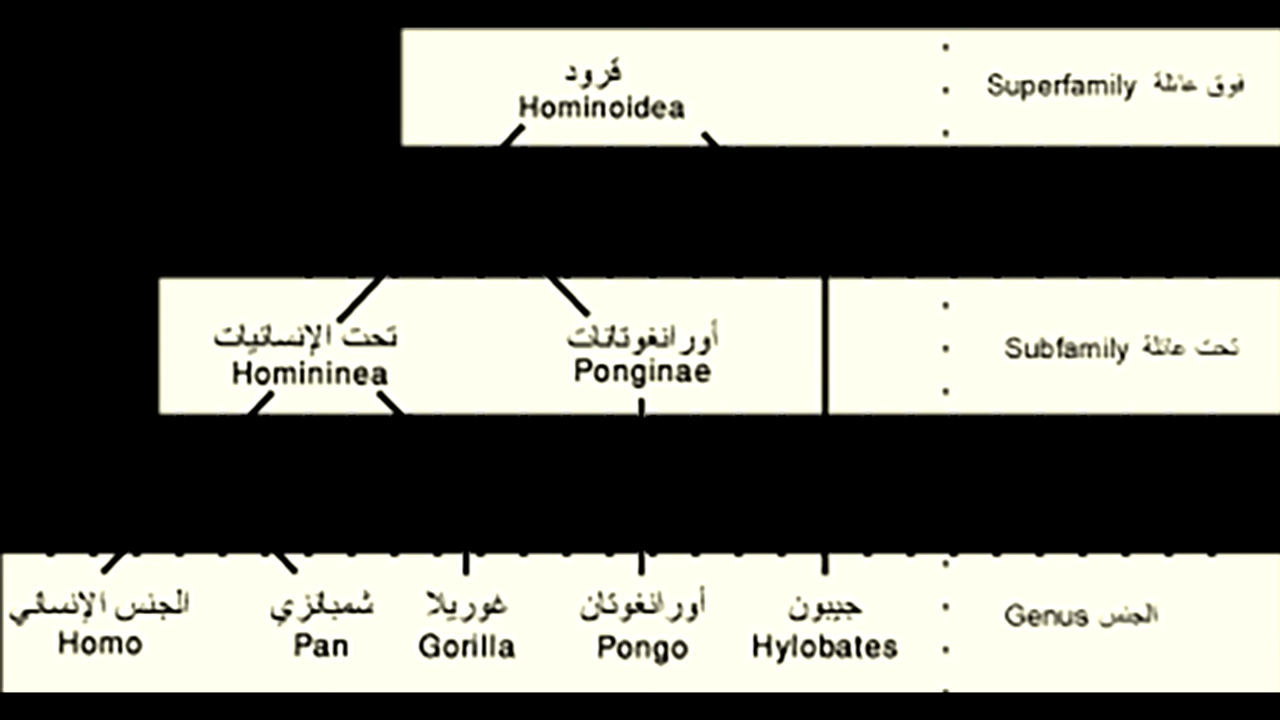 قرود
Hominoidea
Superfamily فوق عائلة
تحت الإنسانيات
Homininea
أورانغوتانات
Ponginae
Subfamily تحت عائلة
الجنس الإنساني
Homo
شمبانزي
Pan
غوريلا
Gorilla
أورانغوتان
Pongo
جيبون
Hylobates
Genus الجنس